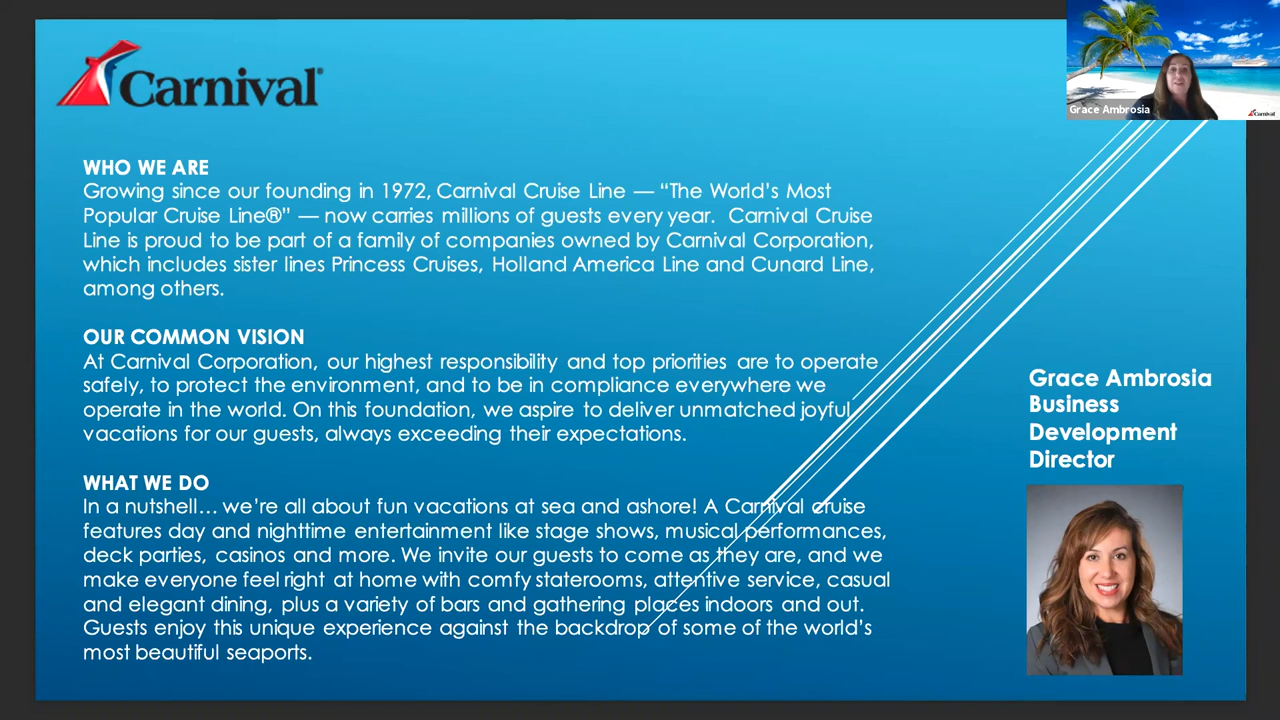 Carnival®
Grace Ambrosia
Carnival
WHO WE ARE
Growing since our founding in 1972, Carnival Cruise Line — “The World’s Most
Popular Cruise Line®” — now carries millions of guests every year. Carnival Cruise
Line is proud to be part of a family of companies owned by Carnival Corporation,
which includes sister lines Princess Cruises, Holland America Line and Cunard Line,
among others.
OUR COMMON VISION
At Carnival Corporation, our highest responsibility and top priorities are to operate
safely, to protect the environment, and to be in compliance everywhere we
operate in the world. On this foundation, we aspire to deliver unmatched joyful
vacations for our guests, always exceeding their expectations.
WHAT WE DO
In a nutshell… we’re all about fun vacations at sea and ashore! A Carnival cruise
features day and nighttime entertainment like stage shows, musical performances,
deck parties, casinos and more. We invite our guests to come as they are, and we
make everyone feel right at home with comfy staterooms, attentive service, casual
and elegant dining, plus a variety of bars and gathering places indoors and out.
Guests enjoy this unique experience against the backdrop of some of the world’s
most beautiful seaports.
Grace Ambrosia
Business
Development
Director